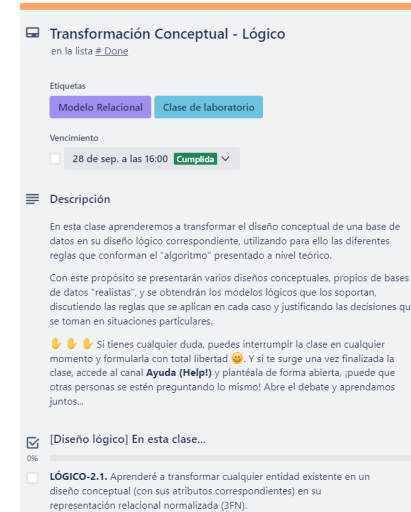 Transformación Conceptual - Lógico
en la lista # Done
Etiquetas
Modelo Relacional Clase de laboratorio
Vencimiento
28 de sep. a las 16:00 Cumplida
Descripción
En esta clase aprenderemos a transformar el diseño conceptual de una base de
datos en su diseño lógico correspondiente, utilizando para ello las diferentes
reglas que conforman el "algoritmo" presentado a nivel teórico.
Con este propósito se presentarán varios diseños conceptuales, propios de bases
de datos "realistas", y se obtendrán los modelos lógicos que los soportan,
discutiendo las reglas que se aplican en cada caso y justificando las decisiones qu
se toman en situaciones particulares.
🖐🖐🖐 Si tienes cualquier duda, puedes interrumpir la clase en cualquier
momento y formularla con total libertad 😄. Y si te surge una vez finalizada la
clase, accede al canal Ayuda (Help!) y plantéala de forma abierta, ¡puede que
otras personas se estén preguntando lo mismo! Abre el debate y aprendamos
juntos...
[Diseño lógico] En esta clase...
0%
LÓGICO-2.1. Aprenderé a transformar cualquier entidad existente en un
diseño conceptual (con sus atributos correspondientes) en su
representación relacional normalizada (3FN).